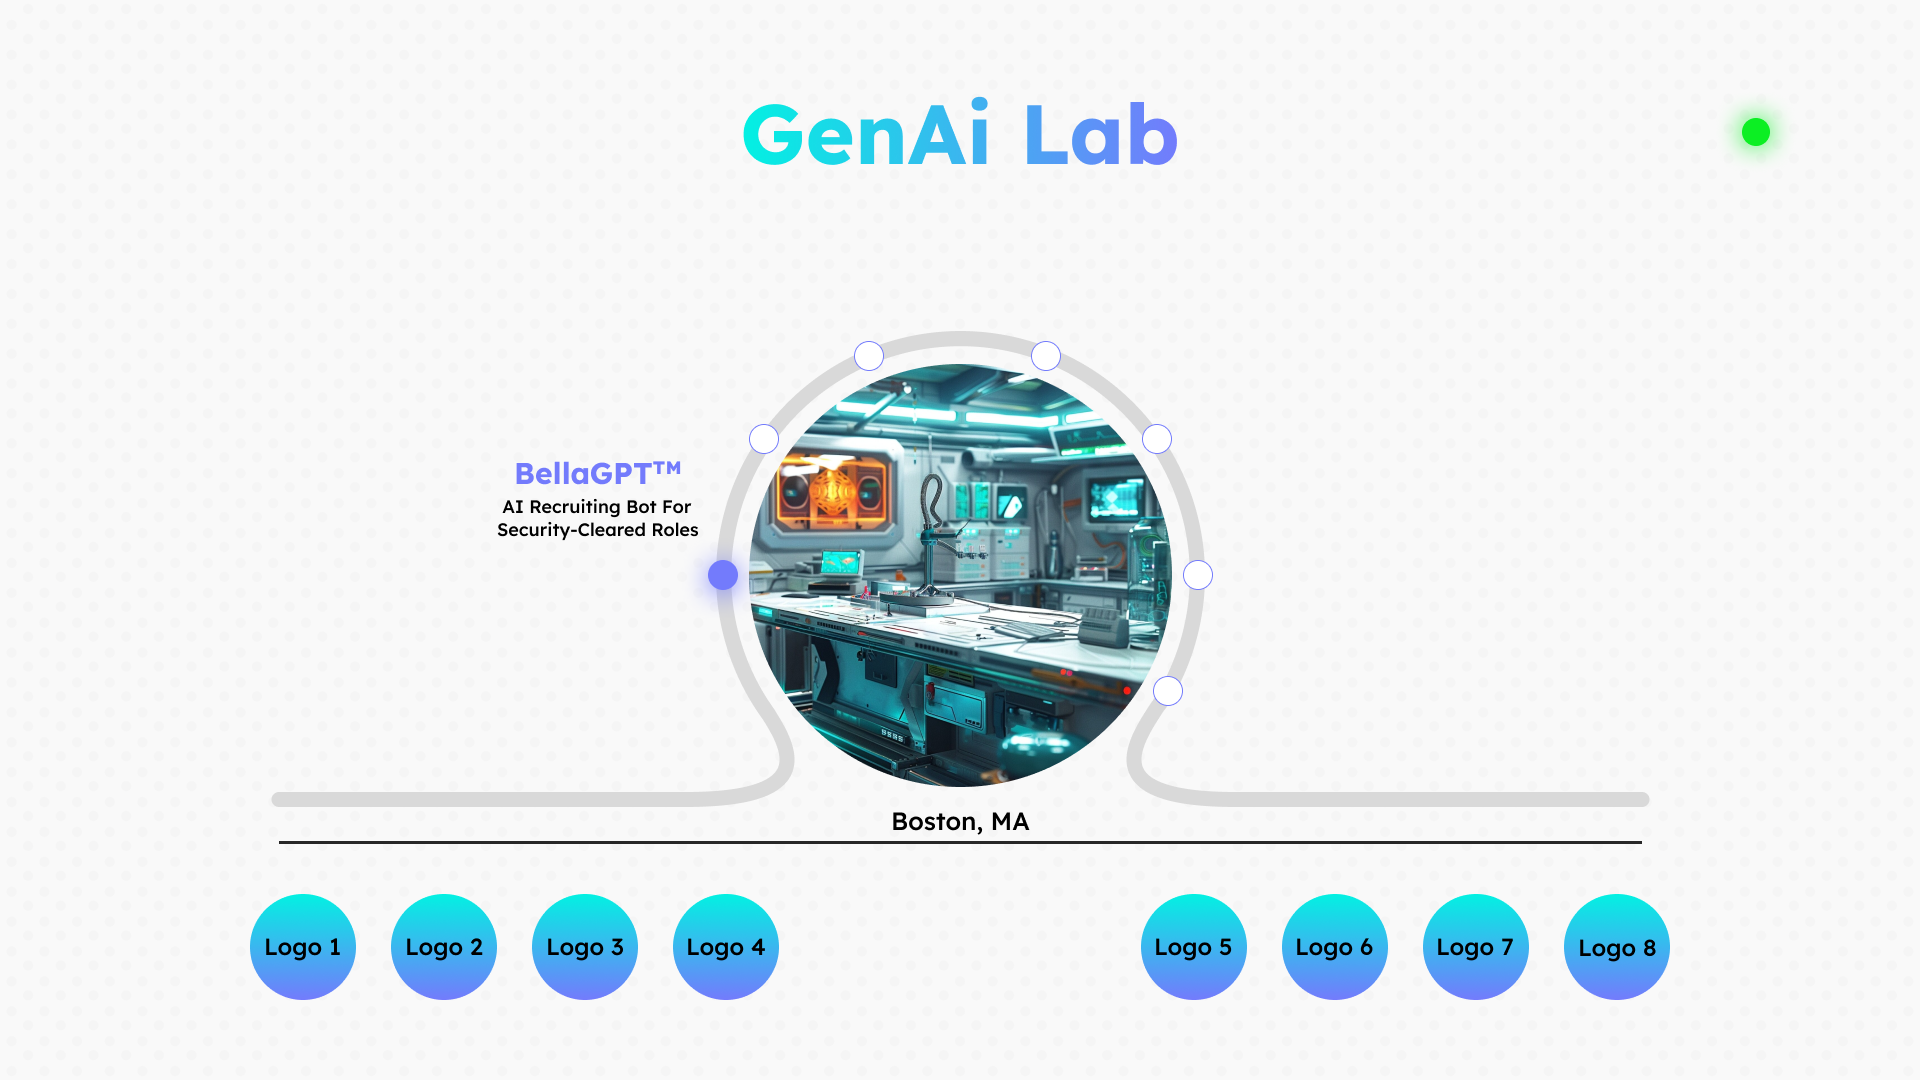 GenAi Lab
BellaGPT™
AI Recruiting Bot For
Security-Cleared Roles
Boston, MA
Logo 1
Logo 2
Logo 3
Logo 4
Logo 5
Logo 6
Logo 7
Logo 8